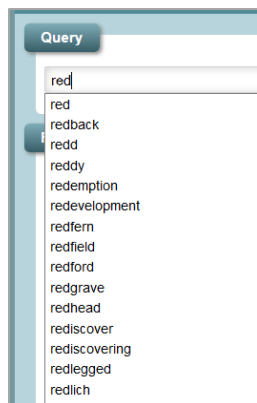 Query
red
red
redback
redd
reddy
redemption
redevelopment
redfern
redfield
redford
redgrave
redhead
rediscover
rediscovering
redlegged
redlich